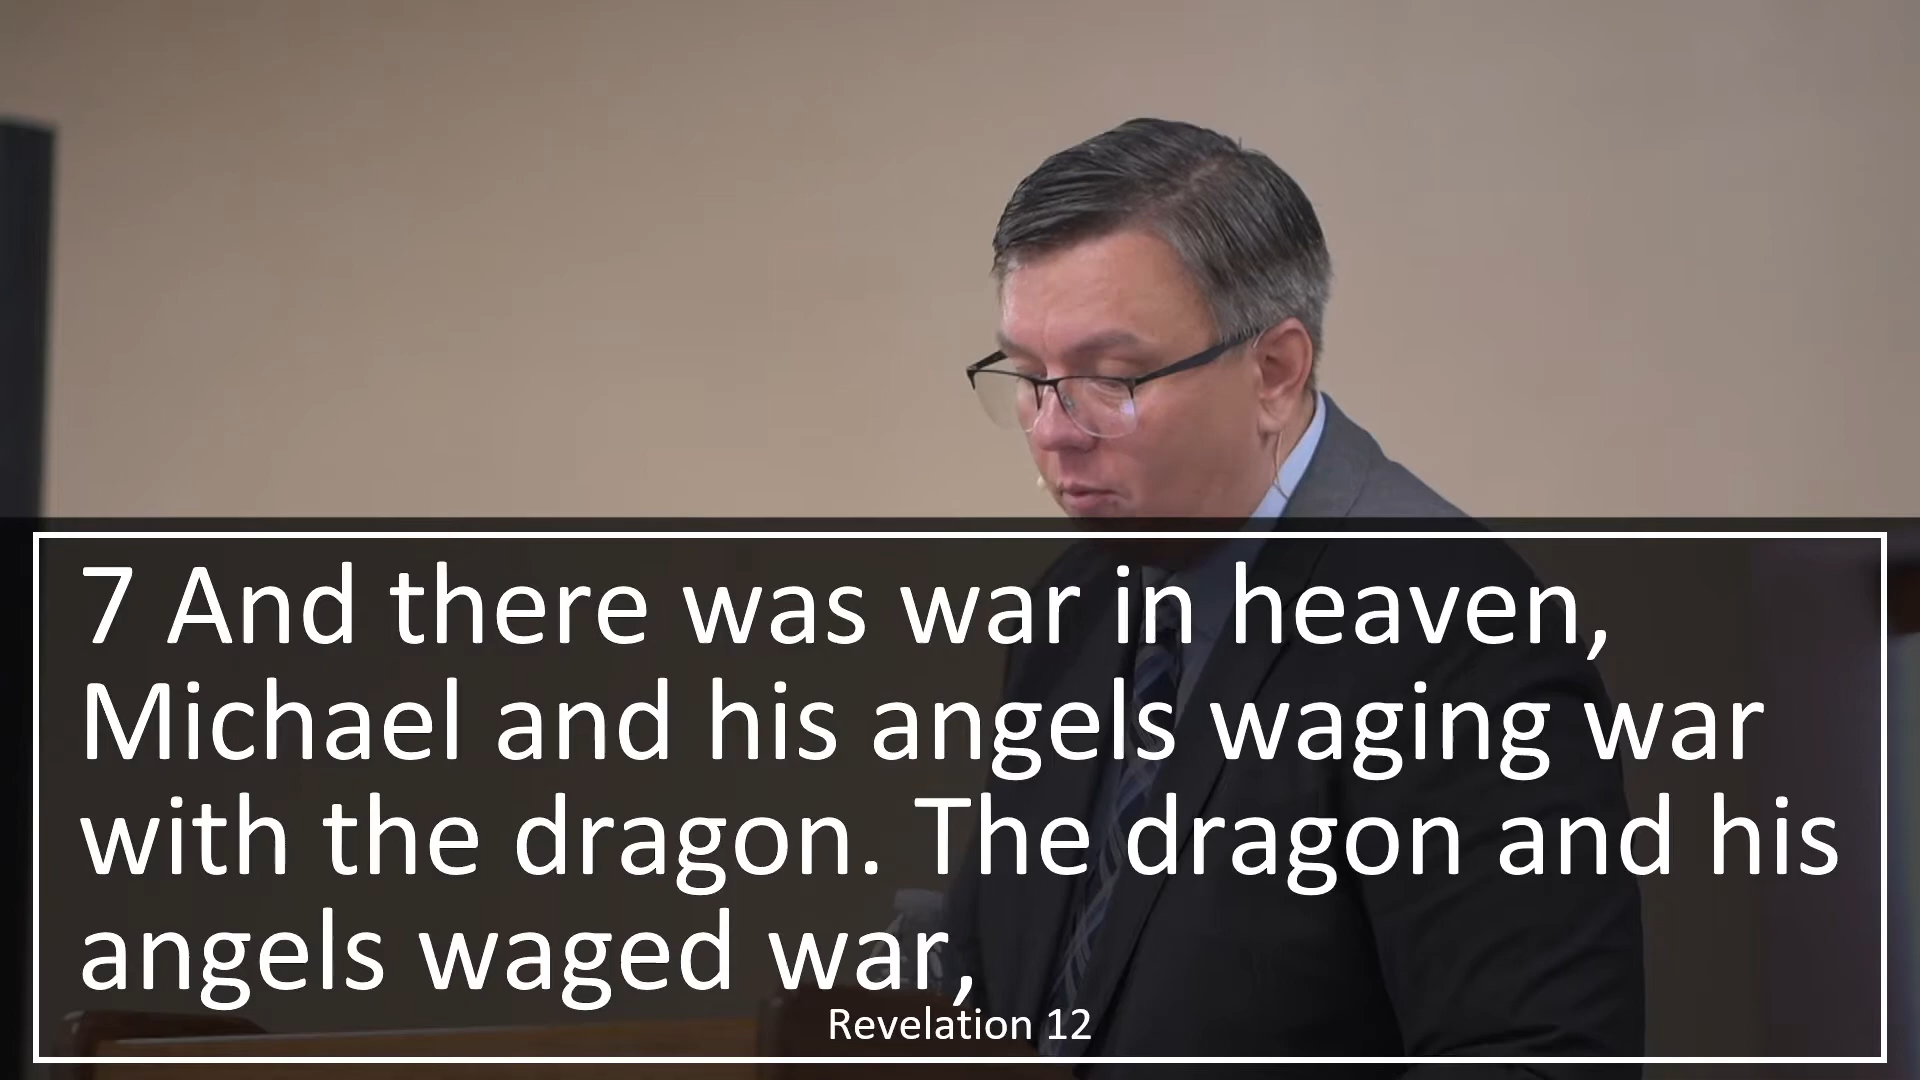 7 And there was war in heaven,
Michael and his angels waging war
with the dragon. The dragon and his
angels waged war,
Revelation 12